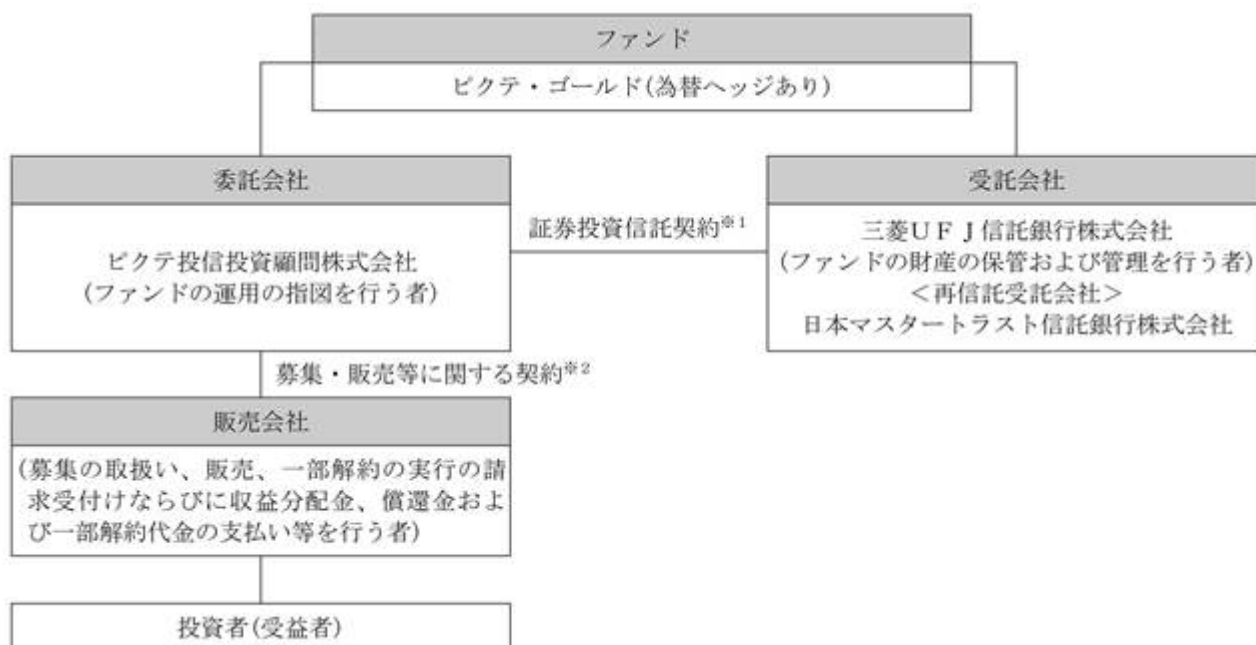 ファンド
ピクテ・ゴールド(為替ヘッジあり)
委託会社
ピクテ投信投資顧問株式会社
(ファンドの運用の指図を行う者)
証券投資信託契約※1
受託会社
三菱UFJ信託銀行株式会社
(ファンドの財産の保管および管理を行う者)
<再信託受託会社>
日本マスタートラスト信託銀行株式会社
募集・販売等に関する契約※2
販売会社
(募集の取扱い、販売、一部解約の実行の請
求受付けならびに収益分配金、償還金およ
び一部解約代金の支払い等を行う者)
投資者(受益者)